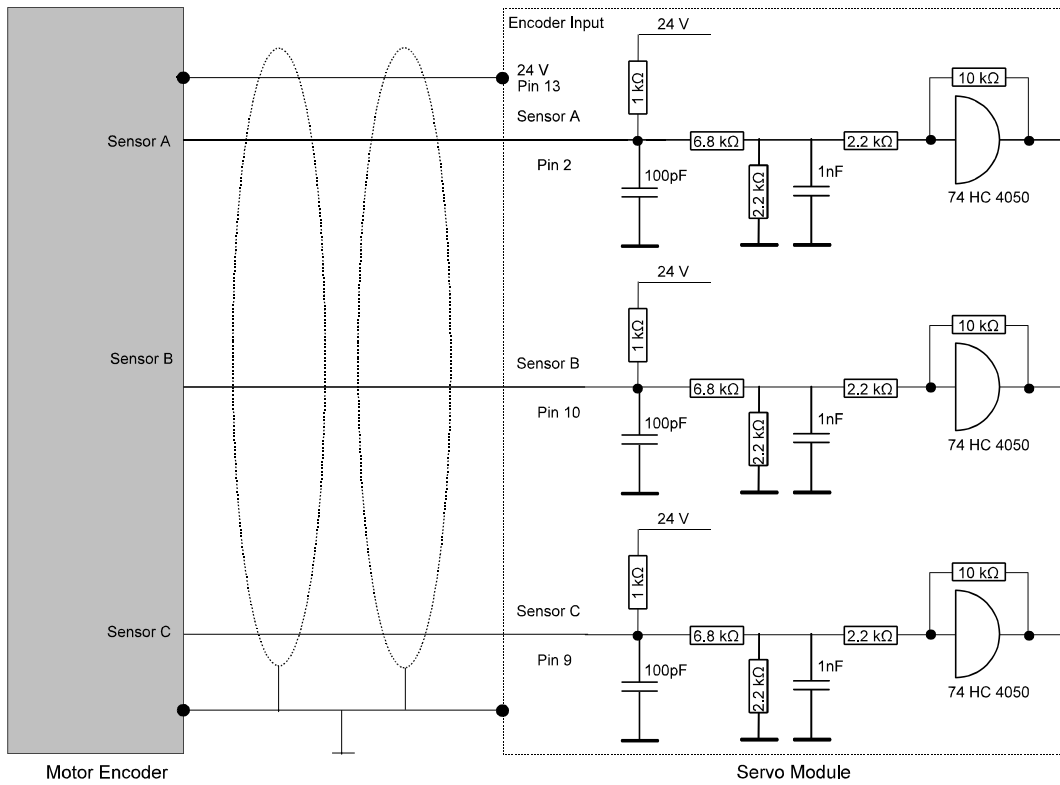 Encoder Input
24 V
24 V
Pin 13
1 kΩ
10 kΩ
Sensor A
Sensor A
6.8 kΩ
2.2 kΩ
Pin 2
100pF
2.2 kΩ
1nF
74 HC 4050
24 V
1 kΩ
10 kΩ
Sensor B
Sensor B
6.8 kΩ
2.2 kΩ
Pin 10
100pF
2.2 kΩ
1nF
74 HC 4050
24 V
1 kΩ
10 kΩ
Sensor C
Sensor C
6.8 kΩ
2.2 kΩ
Pin 9
100pF
2.2 kΩ
1nF
74 HC 4050
Motor Encoder
Servo Module